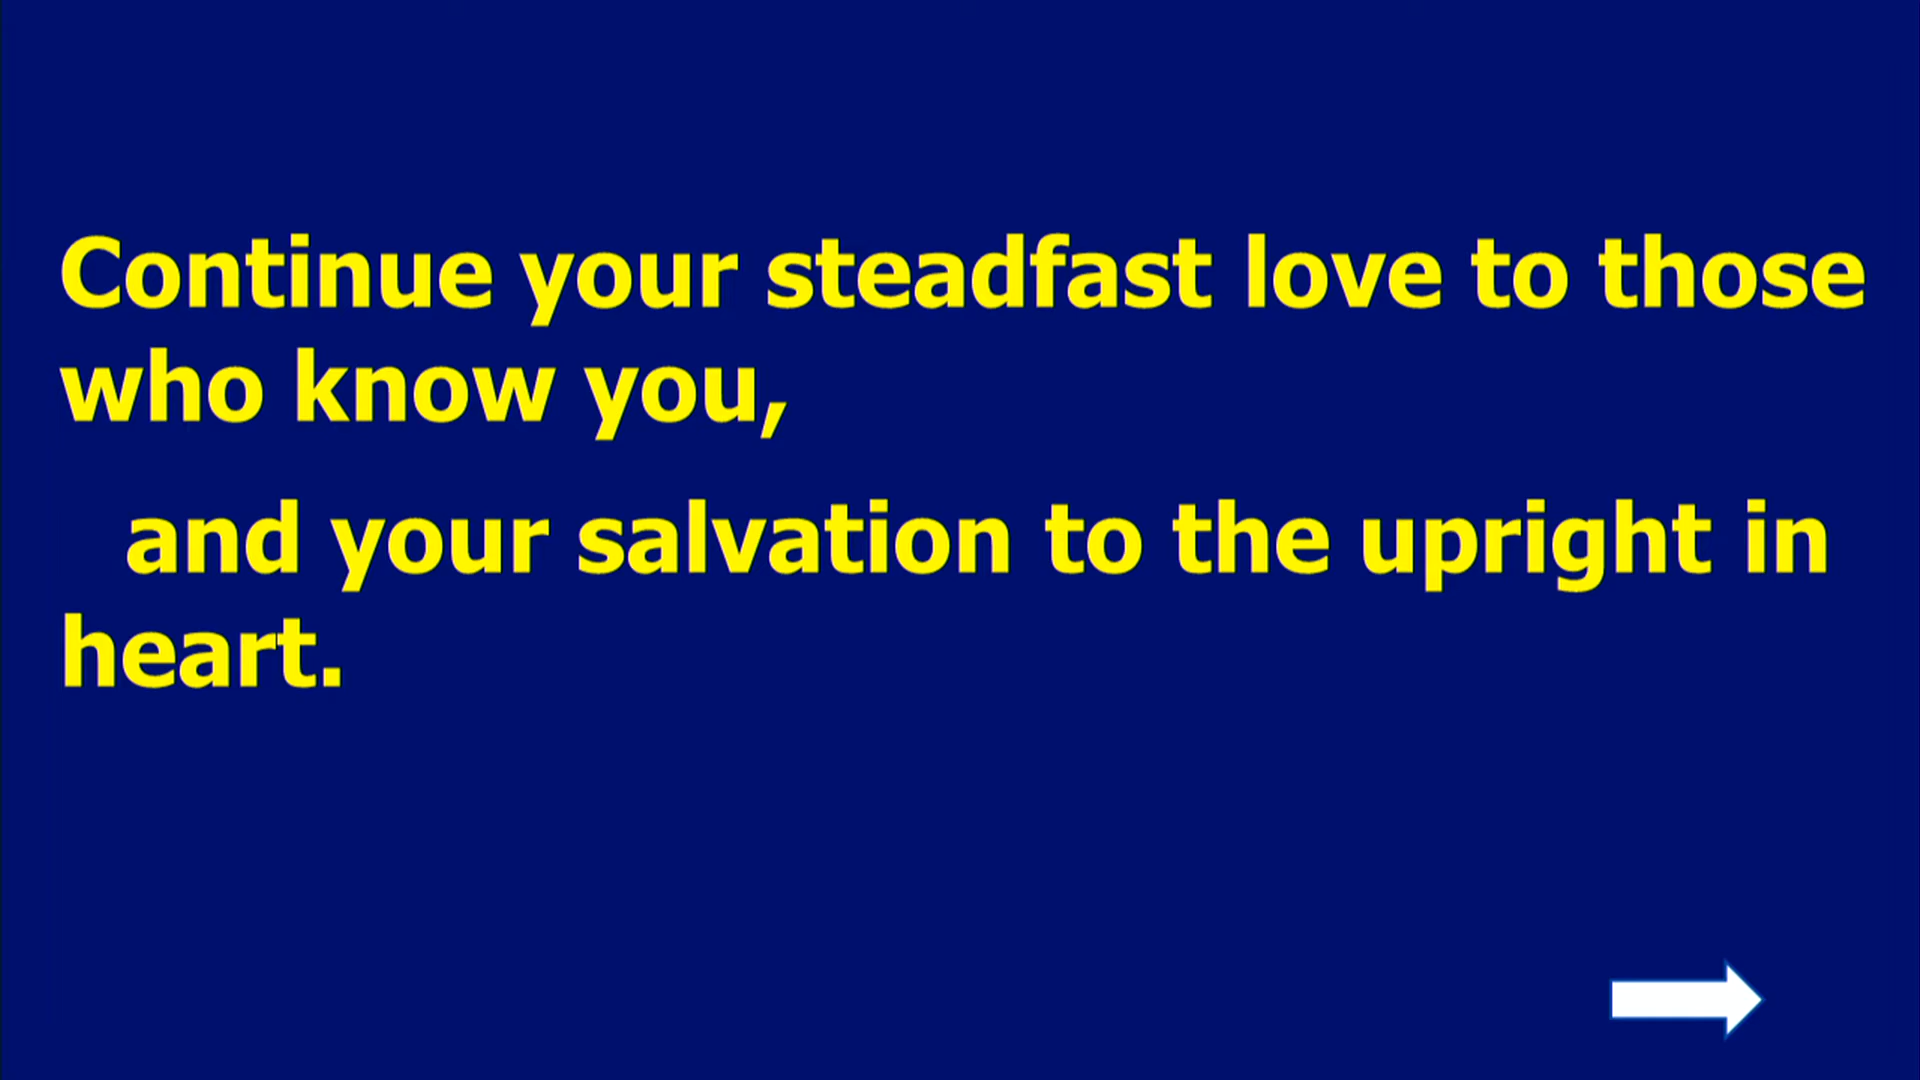 Continue your steadfast love to those
who know you,
and your salvation to the upright in
heart.